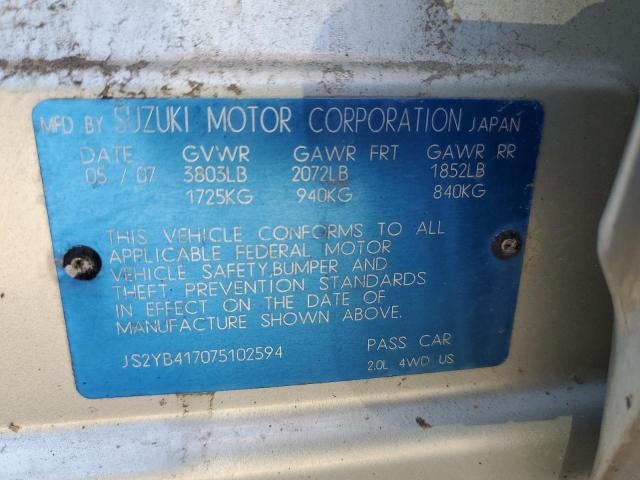 MFD BY SUZUKI MOTOR CORPORATION JAPAN
DATE GVWR GAWR FRT GAWR RR
05 / 07 3803LB 2072LB 1852LB
1725KG 940KG 840KG
THIS VEHICLE CONFORMS TO ALL
APPLICABLE FEDERAL MOTOR
VEHICLE SAFETY,BUMPER AND
THEFT PREVENTION STANDARDS
IN EFFECT ON THE DATE OF
MANUFACTURE SHOWN ABOVE.
JS2YB417075102594 PASS CAR
2.0L 4WD US